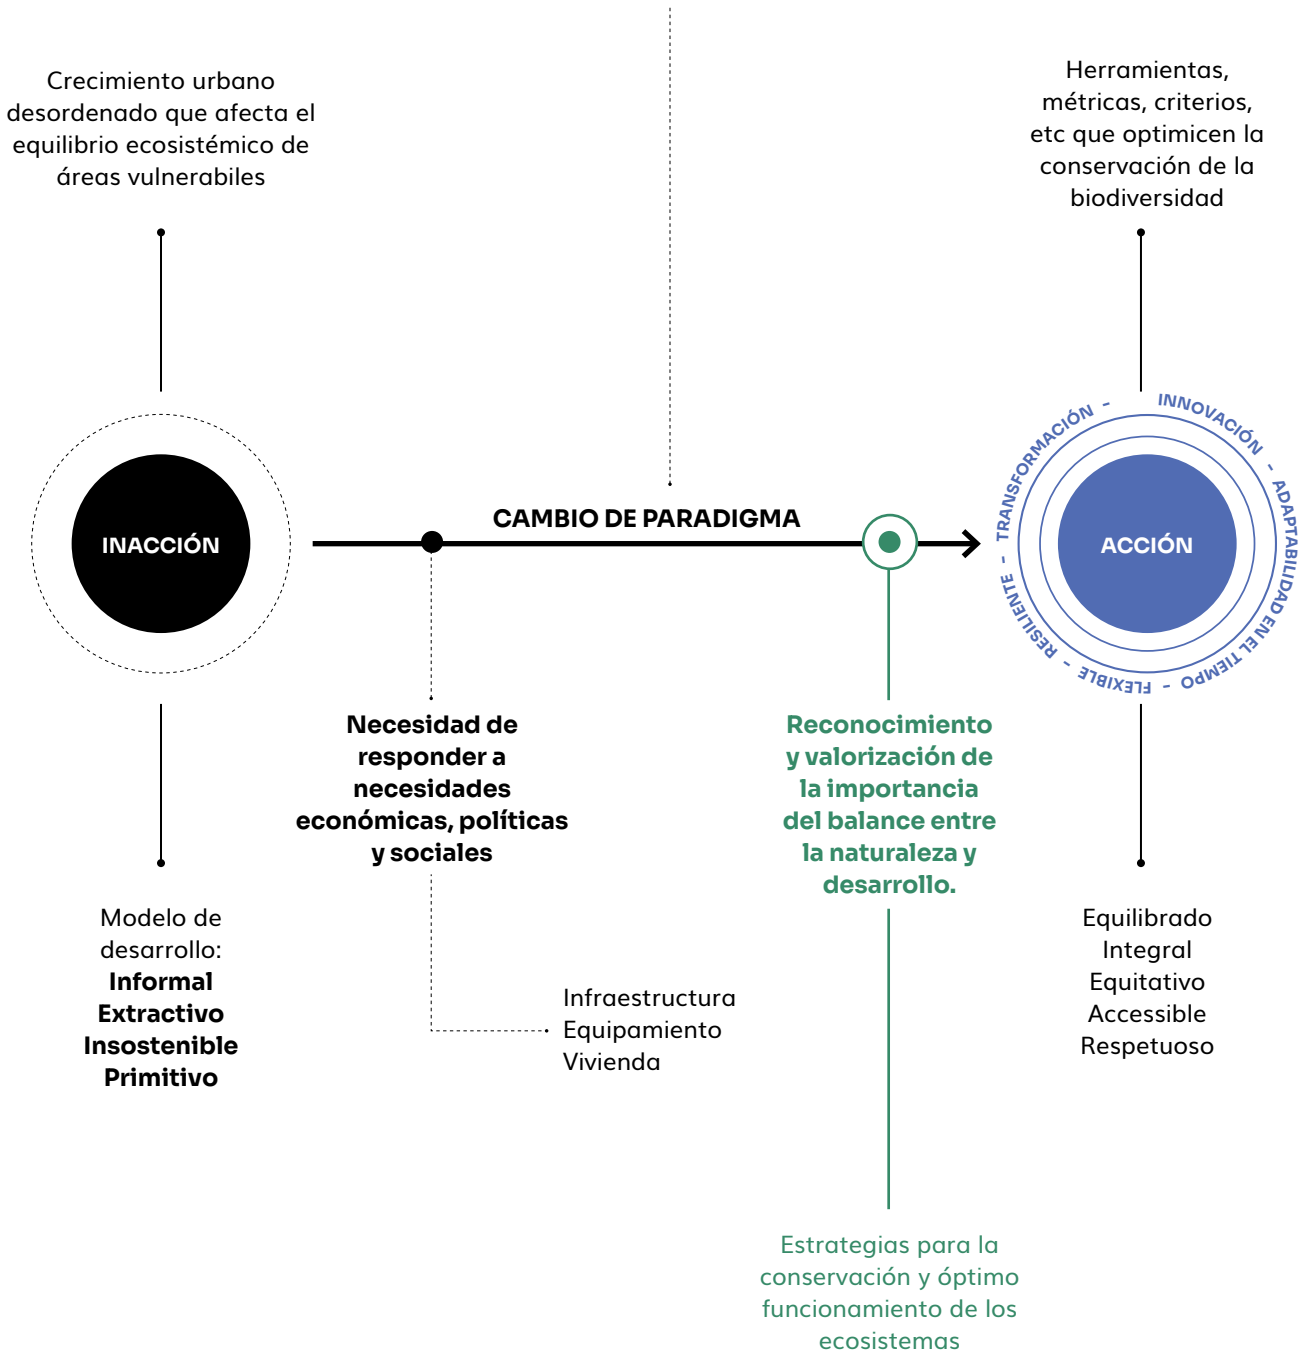 Crecimiento urbano
desordenado que afecta el
equilibrio ecosistémico de
áreas vulnerabiles
Herramientas,
métricas, criterios,
etc que optimicen la
conservación de la
biodiversidad
INACCIÓN
CAMBIO DE PARADIGMA
ACCIÓN
INNOVACIÓN - ADAPTABILIDAD EN EL TIEMPO - FLEXIBLE - RESILIENTE - TRANSFORMACIÓN -
Necesidad de
responder a
necesidades
económicas, políticas
y sociales
Reconocimiento
y valorización de
la importancia
del balance entre
la naturaleza y
desarrollo.
Modelo de
desarrollo:
Informal
Extractivo
Insostenible
Primitivo
Infraestructura
Equipamiento
Vivienda
Equilibrado
Integral
Equitativo
Accessible
Respetuoso
Estrategias para la
conservación y óptimo
funcionamiento de los
ecosistemas